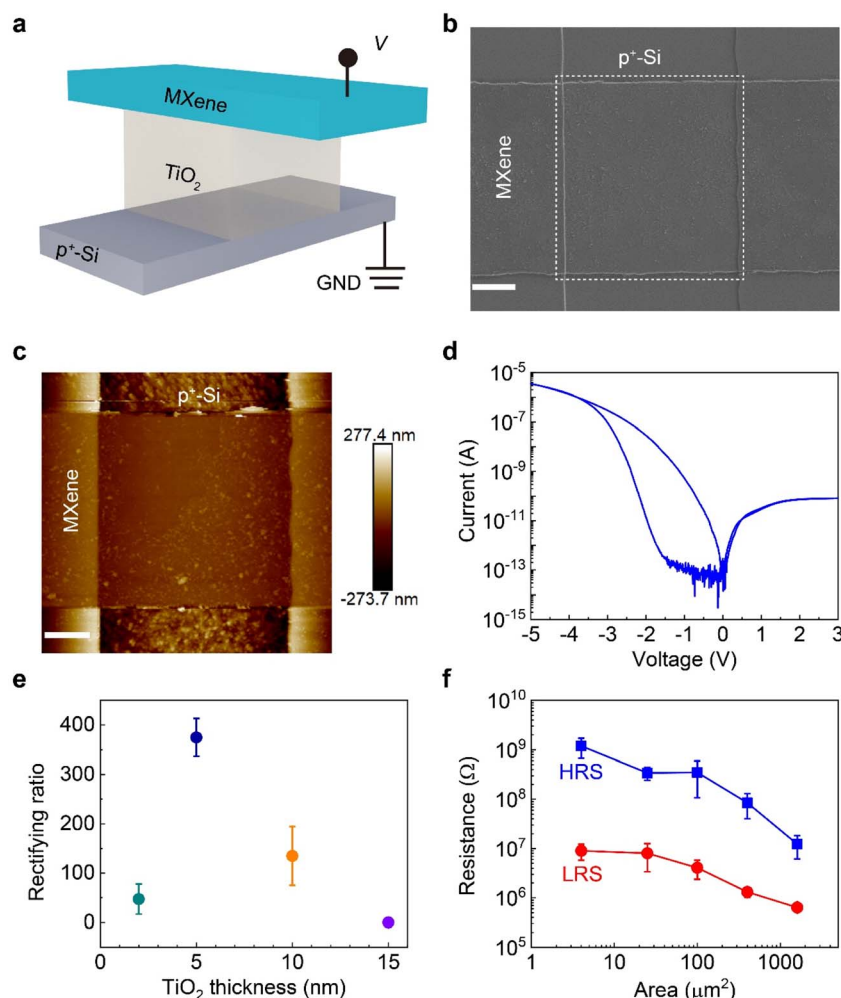 a
V
MXene
TiO₂
p⁺-Si
GND
b
p⁺-Si
MXene
c
p⁺-Si
MXene
277.4 nm
-273.7 nm
d
10⁻⁵
10⁻⁷
10⁻⁹
10⁻¹¹
10⁻¹³
10⁻¹⁵
Current (A)
-5 -4 -3 -2 -1 0 1 2 3
Voltage (V)
e
400
300
200
100
0
Rectifying ratio
0 5 10 15
TiO₂ thickness (nm)
f
10¹⁰
10⁹
10⁸
10⁷
10⁶
10⁵
Resistance (Ω)
HRS
LRS
1 10 100 1000
Area (μm²)